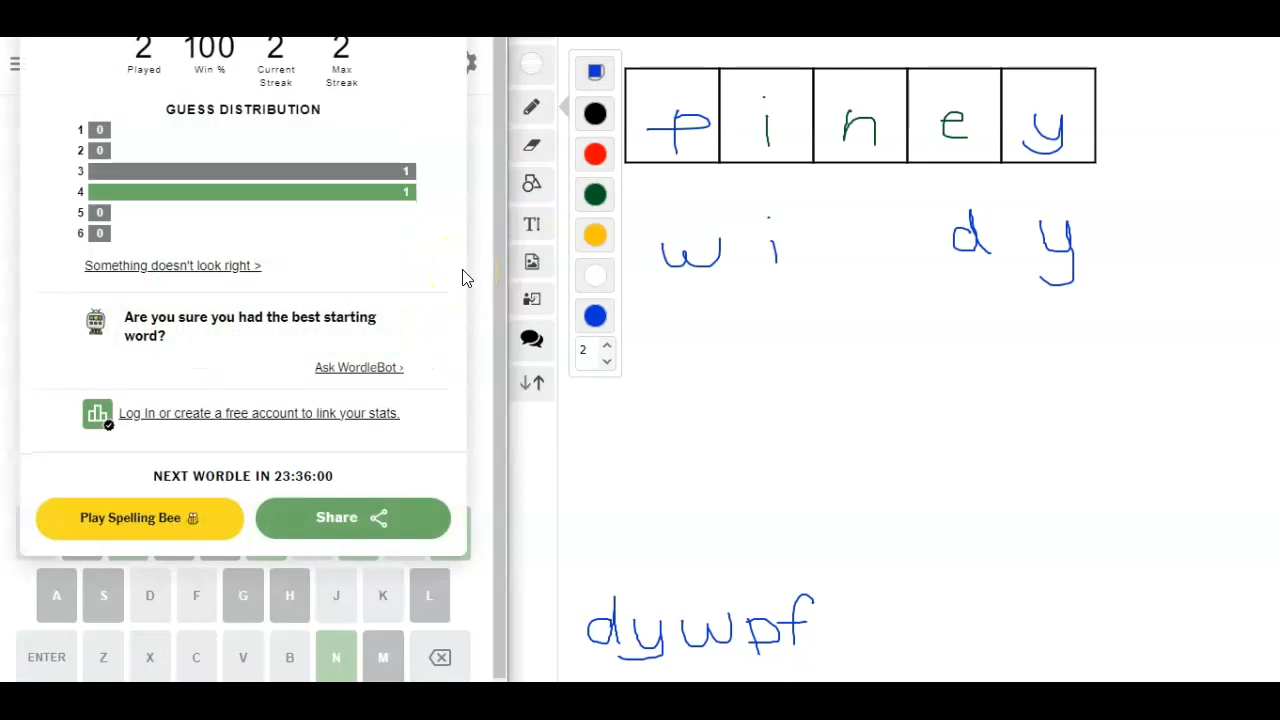 2 100 2 2
Played Win % Current Streak Max Streak
GUESS DISTRIBUTION
1 0
2 0
3 1
4 1
5 0
6 0
Something doesn't look right >
Are you sure you had the best starting
word?
Ask WordleBot ›
Log In or create a free account to link your stats.
NEXT WORDLE IN 23:36:00
Play Spelling Bee
Share
A S D F G H J K L
ENTER Z X C V B N M
T
2
p i n e y
w i d y
d y w p f